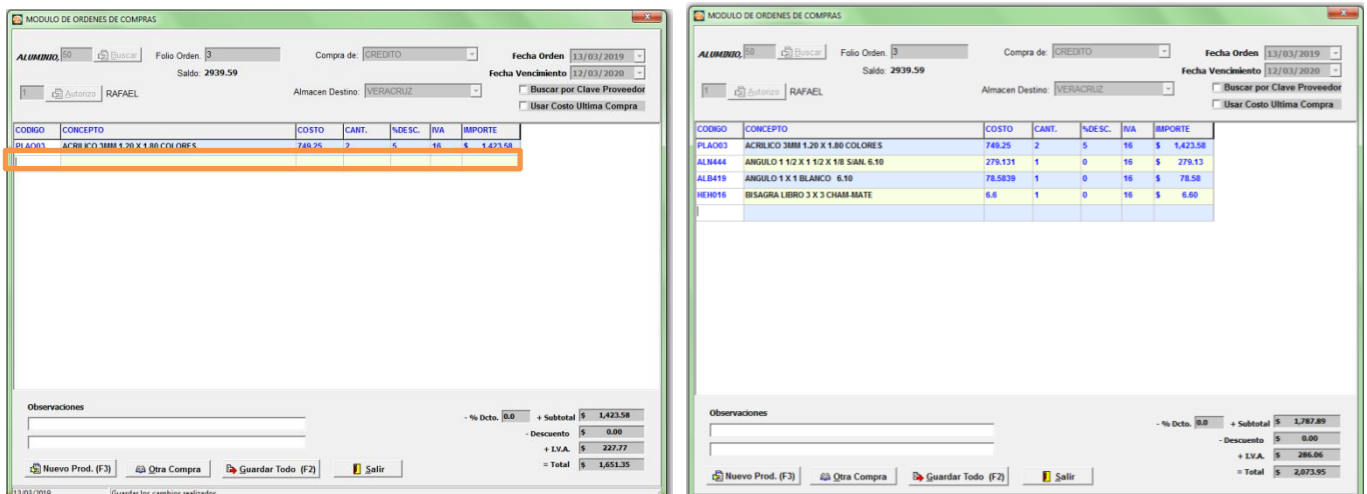 MODULO DE ORDENES DE COMPRAS
ALUMINIO, 50 Buscar Folio Orden. 3 Compra de: CREDITO Fecha Orden 13/03/2019
Saldo: 2939.59 Fecha Vencimiento 12/03/2020
1 Autorizo RAFAEL Almacen Destino: VERACRUZ Buscar por Clave Proveedor
Usar Costo Ultima Compra
CODIGO CONCEPTO COSTO CANT. %DESC. IVA IMPORTE
PLAO03 ACRILICO 3MM 1.20 X 1.80 COLORES 749.25 2 5 16 $ 1,423.58
Observaciones
- % Dcto. 0.0 + Subtotal $ 1,423.58
- Descuento $ 0.00
+ I.V.A. $ 227.77
= Total $ 1,651.35
Nuevo Prod. (F3) Otra Compra Guardar Todo (F2) Salir
13/03/2019 Guardar los cambios realizados
MODULO DE ORDENES DE COMPRAS
ALUMINIO, 50 Buscar Folio Orden. 3 Compra de: CREDITO Fecha Orden 13/03/2019
Saldo: 2939.59 Fecha Vencimiento 12/03/2020
1 Autorizo RAFAEL Almacen Destino: VERACRUZ Buscar por Clave Proveedor
Usar Costo Ultima Compra
CODIGO CONCEPTO COSTO CANT. %DESC. IVA IMPORTE
PLAO03 ACRILICO 3MM 1.20 X 1.80 COLORES 749.25 2 5 16 $ 1,423.58
ALN444 ANGULO 1 1/2 X 1 1/2 X 1/8 S/AN. 6.10 279.131 1 0 16 $ 279.13
ALB419 ANGULO 1 X 1 BLANCO 6.10 78.5839 1 0 16 $ 78.58
HEH016 BISAGRA LIBRO 3 X 3 CHAM-MATE 6.6 1 0 16 $ 6.60
Observaciones
- % Dcto. 0.0 + Subtotal $ 1,787.89
- Descuento $ 0.00
+ I.V.A. $ 286.06
= Total $ 2,073.95
Nuevo Prod. (F3) Otra Compra Guardar Todo (F2) Salir